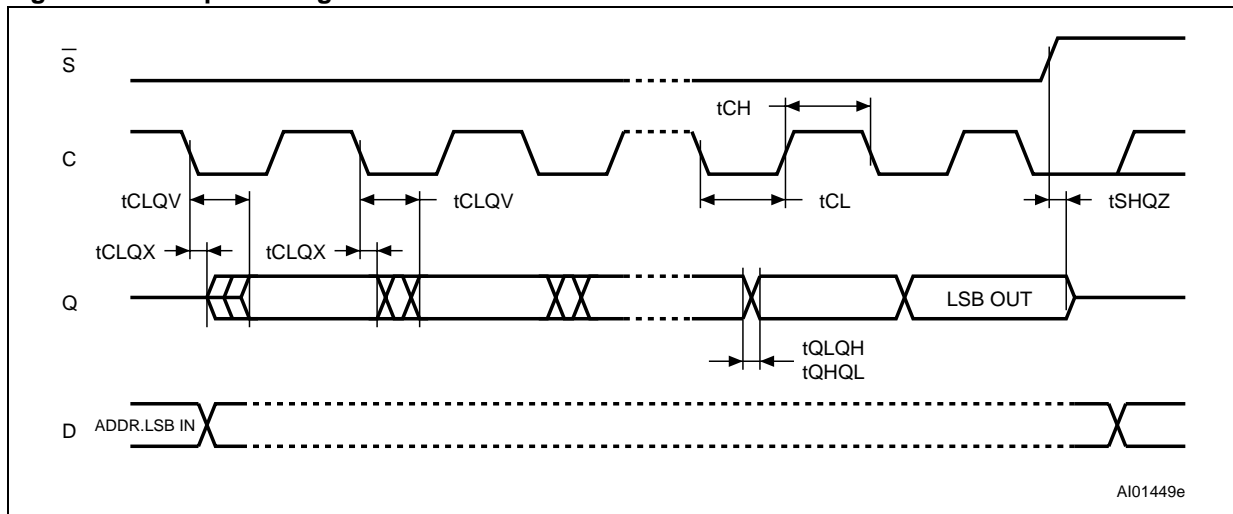 S
tCH
C
tCLQV
tCLQV
tCL
tSHQZ
tCLQX
tCLQX
Q
LSB OUT
tQLQH
tQHQL
D
ADDR.LSB IN
AI01449e